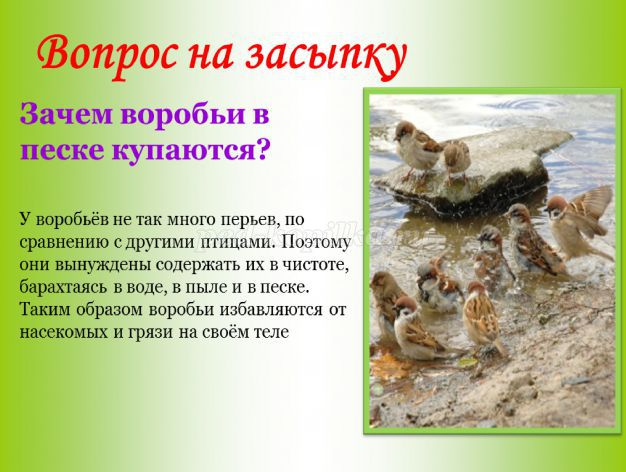 Вопрос на засыпку
Зачем воробьи в
песке купаются?
У воробьёв не так много перьев, по
сравнению с другими птицами. Поэтому
они вынуждены содержать их в чистоте,
барахтаясь в воде, в пыле и в песке.
Таким образом воробьи избавляются от
насекомых и грязи на своём теле